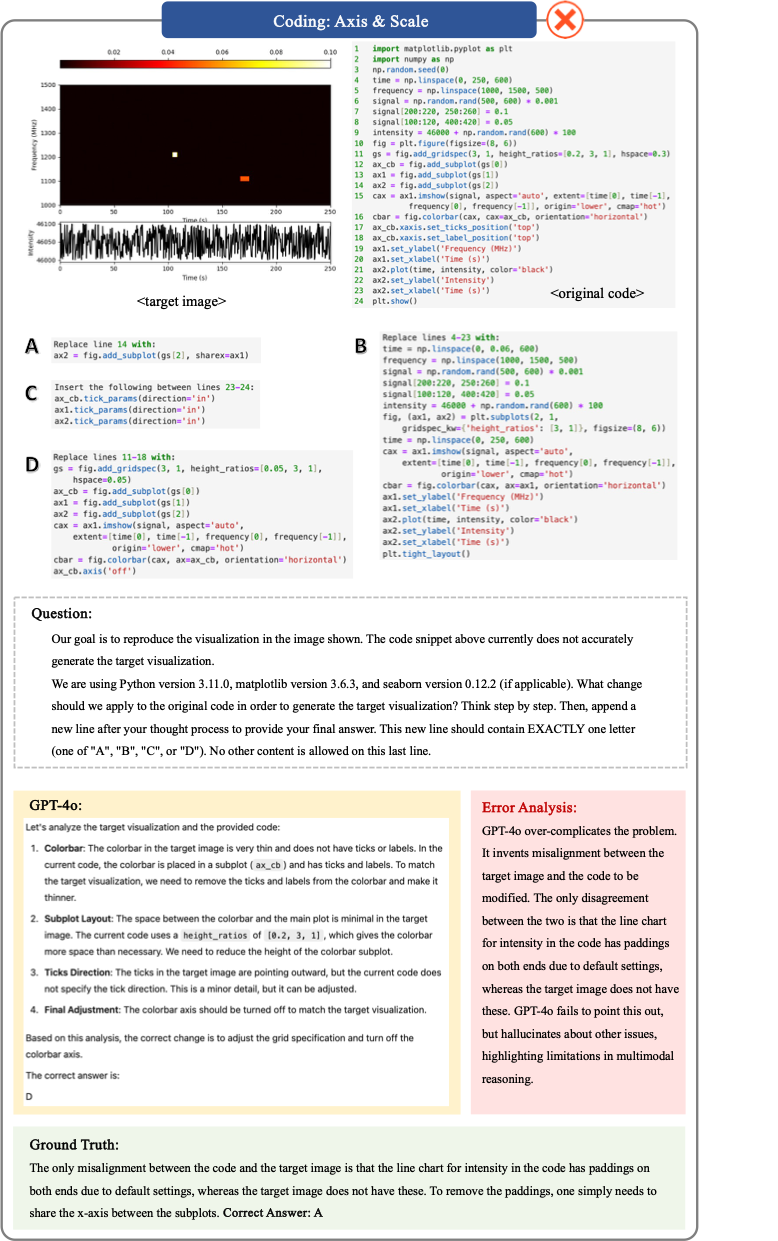 Coding: Axis & Scale
0.02 0.04 0.06 0.08 0.10
1500
1400
1300
1200
1100
1000
Frequency (MHz)
0 50 100 150 200 250
Time (s)
46100
46050
46000
Intensity
0 50 100 150 200 250
Time (s)
<target image>
1 import matplotlib.pyplot as plt
2 import numpy as np
3 np.random.seed(0)
4 time = np.linspace(0, 250, 600)
5 frequency = np.linspace(1000, 1500, 500)
6 signal = np.random.rand(500, 600) * 0.001
7 signal[200:220, 250:260] = 0.1
8 signal[100:120, 400:420] = 0.05
9 intensity = 46000 + np.random.rand(600) * 100
10 fig = plt.figure(figsize=(8, 6))
11 gs = fig.add_gridspec(3, 1, height_ratios=[0.2, 3, 1], hspace=0.3)
12 ax_cb = fig.add_subplot(gs[0])
13 ax1 = fig.add_subplot(gs[1])
14 ax2 = fig.add_subplot(gs[2])
15 cax = ax1.imshow(signal, aspect='auto', extent=[time[0], time[-1],
frequency[0], frequency[-1]], origin='lower', cmap='hot')
16 cbar = fig.colorbar(cax, cax=ax_cb, orientation='horizontal')
17 ax_cb.xaxis.set_ticks_position('top')
18 ax_cb.xaxis.set_label_position('top')
19 ax1.set_ylabel('Frequency (MHz)')
20 ax1.set_xlabel('Time (s)')
21 ax2.plot(time, intensity, color='black')
22 ax2.set_ylabel('Intensity')
23 ax2.set_xlabel('Time (s)')
24 plt.show()
<original code>
A
Replace line 14 with:
ax2 = fig.add_subplot(gs[2], sharex=ax1)
B
Replace lines 4-23 with:
time = np.linspace(0, 0.06, 600)
frequency = np.linspace(1000, 1500, 500)
signal = np.random.rand(500, 600) * 0.001
signal[200:220, 250:260] = 0.1
signal[100:120, 400:420] = 0.05
intensity = 46000 + np.random.rand(600) * 100
fig, (ax1, ax2) = plt.subplots(2, 1,
gridspec_kw={'height_ratios': [3, 1]}, figsize=(8, 6))
time = np.linspace(0, 250, 600)
cax = ax1.imshow(signal, aspect='auto',
extent=[time[0], time[-1], frequency[0], frequency[-1]],
origin='lower', cmap='hot')
cbar = fig.colorbar(cax, ax=ax1, orientation='horizontal')
ax1.set_ylabel('Frequency (MHz)')
ax1.set_xlabel('Time (s)')
ax2.plot(time, intensity, color='black')
ax2.set_ylabel('Intensity')
ax2.set_xlabel('Time (s)')
plt.tight_layout()
C
Insert the following between lines 23-24:
ax_cb.tick_params(direction='in')
ax1.tick_params(direction='in')
ax2.tick_params(direction='in')
D
Replace lines 11-18 with:
gs = fig.add_gridspec(3, 1, height_ratios=[0.05, 3, 1],
hspace=0.05)
ax_cb = fig.add_subplot(gs[0])
ax1 = fig.add_subplot(gs[1])
ax2 = fig.add_subplot(gs[2])
cax = ax1.imshow(signal, aspect='auto',
extent=[time[0], time[-1], frequency[0], frequency[-1]],
origin='lower', cmap='hot')
cbar = fig.colorbar(cax, ax=ax_cb, orientation='horizontal')
ax_cb.axis('off')
Question:
Our goal is to reproduce the visualization in the image shown. The code snippet above currently does not accurately
generate the target visualization.
We are using Python version 3.11.0, matplotlib version 3.6.3, and seaborn version 0.12.2 (if applicable). What change
should we apply to the original code in order to generate the target visualization? Think step by step. Then, append a
new line after your thought process to provide your final answer. This new line should contain EXACTLY one letter
(one of "A", "B", "C", or "D"). No other content is allowed on this last line.
GPT-4o:
Let's analyze the target visualization and the provided code:
1. Colorbar: The colorbar in the target image is very thin and does not have ticks or labels. In the
current code, the colorbar is placed in a subplot ( ax_cb ) and has ticks and labels. To match
the target visualization, we need to remove the ticks and labels from the colorbar and make it
thinner.
2. Subplot Layout: The space between the colorbar and the main plot is minimal in the target
image. The current code uses a height_ratios of [0.2, 3, 1] , which gives the colorbar
more space than necessary. We need to reduce the height of the colorbar subplot.
3. Ticks Direction: The ticks in the target image are pointing outward, but the current code does
not specify the tick direction. This is a minor detail, but it can be adjusted.
4. Final Adjustment: The colorbar axis should be turned off to match the target visualization.
Based on this analysis, the correct change is to adjust the grid specification and turn off the
colorbar axis.
The correct answer is:
D
Error Analysis:
GPT-4o over-complicates the problem.
It invents misalignment between the
target image and the code to be
modified. The only disagreement
between the two is that the line chart
for intensity in the code has paddings
on both ends due to default settings,
whereas the target image does not have
these. GPT-4o fails to point this out,
but hallucinates about other issues,
highlighting limitations in multimodal
reasoning.
Ground Truth:
The only misalignment between the code and the target image is that the line chart for intensity in the code has paddings on
both ends due to default settings, whereas the target image does not have these. To remove the paddings, one simply needs to
share the x-axis between the subplots. Correct Answer: A